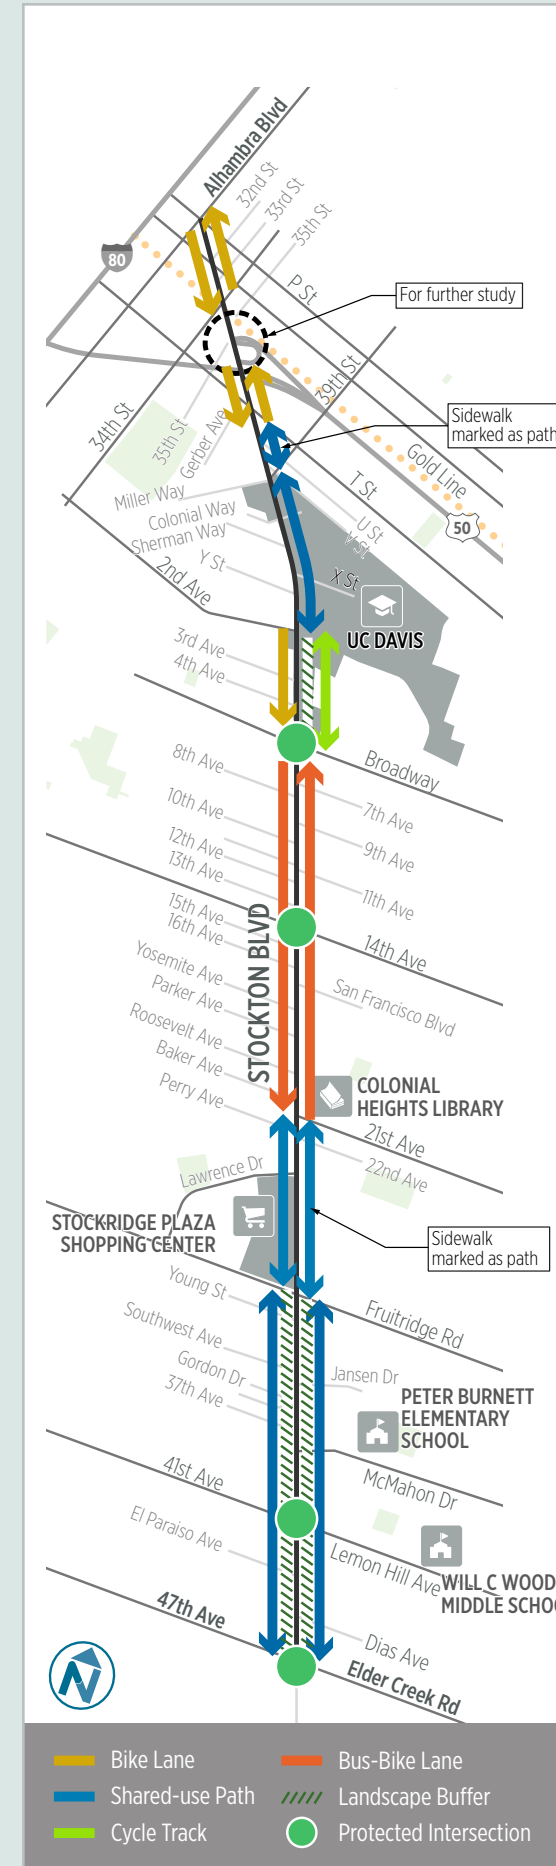 Alhambra Blvd
32nd St
33rd St
35th St
80
P St
For further study
39th St
34th St
35th St
Gerber Ave
Sidewalk
marked as path
Gold Line
T St
50
Miller Way
Colonial Way
Sherman Way
U St
V St
Y St
X St
2nd Ave
UC DAVIS
3rd Ave
4th Ave
Broadway
8th Ave
7th Ave
10th Ave
9th Ave
12th Ave
13th Ave
11th Ave
15th Ave
16th Ave
14th Ave
STOCKTON BLVD
Yosemite Ave
San Francisco Blvd
Parker Ave
Roosevelt Ave
Baker Ave
Perry Ave
COLONIAL
HEIGHTS LIBRARY
21st Ave
22nd Ave
Lawrence Dr
STOCKRIDGE PLAZA
SHOPPING CENTER
Sidewalk
marked as path
Young St
Fruitridge Rd
Southwest Ave
Gordon Dr
37th Ave
Jansen Dr
PETER BURNETT
ELEMENTARY
SCHOOL
41st Ave
McMahon Dr
El Paraiso Ave
Lemon Hill Ave
WILL C WOOD
MIDDLE SCHOO
47th Ave
Dias Ave
Elder Creek Rd
N
Bike Lane
Bus-Bike Lane
Shared-use Path
Landscape Buffer
Cycle Track
Protected Intersection